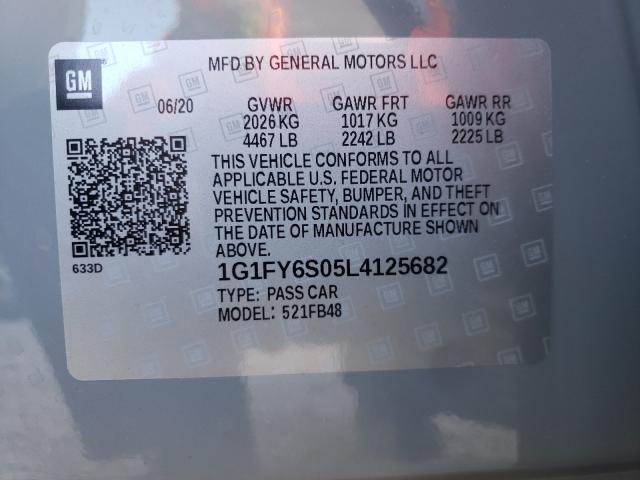 GM
MFD BY GENERAL MOTORS LLC
06/20 GVWR GAWR FRT GAWR RR
2026 KG 1017 KG 1009 KG
4467 LB 2242 LB 2225 LB
THIS VEHICLE CONFORMS TO ALL
APPLICABLE U.S. FEDERAL MOTOR
VEHICLE SAFETY, BUMPER, AND THEFT
PREVENTION STANDARDS IN EFFECT ON
THE DATE OF MANUFACTURE SHOWN
ABOVE.
633D
1G1FY6S05L4125682
TYPE: PASS CAR
MODEL: 521FB48